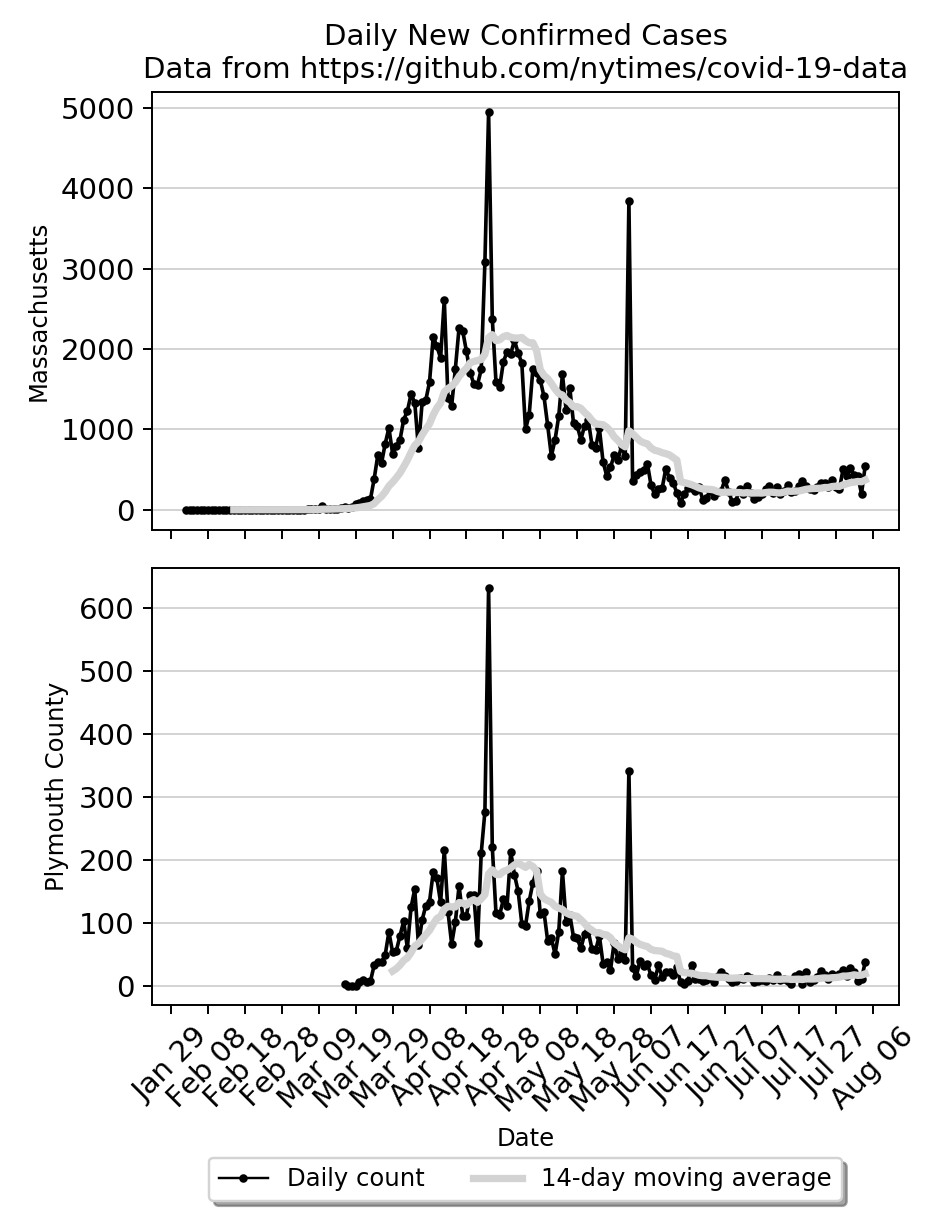 Daily New Confirmed Cases
Data from https://github.com/nytimes/covid-19-data
5000
4000
3000
2000
1000
0
Massachusetts
600
500
400
300
200
100
0
Plymouth County
Jan 29
Feb 08
Feb 18
Feb 28
Mar 09
Mar 19
Mar 29
Apr 08
Apr 18
Apr 28
May 08
May 18
May 28
Jun 07
Jun 17
Jun 27
Jul 07
Jul 17
Jul 27
Aug 06
Date
Daily count 14-day moving average